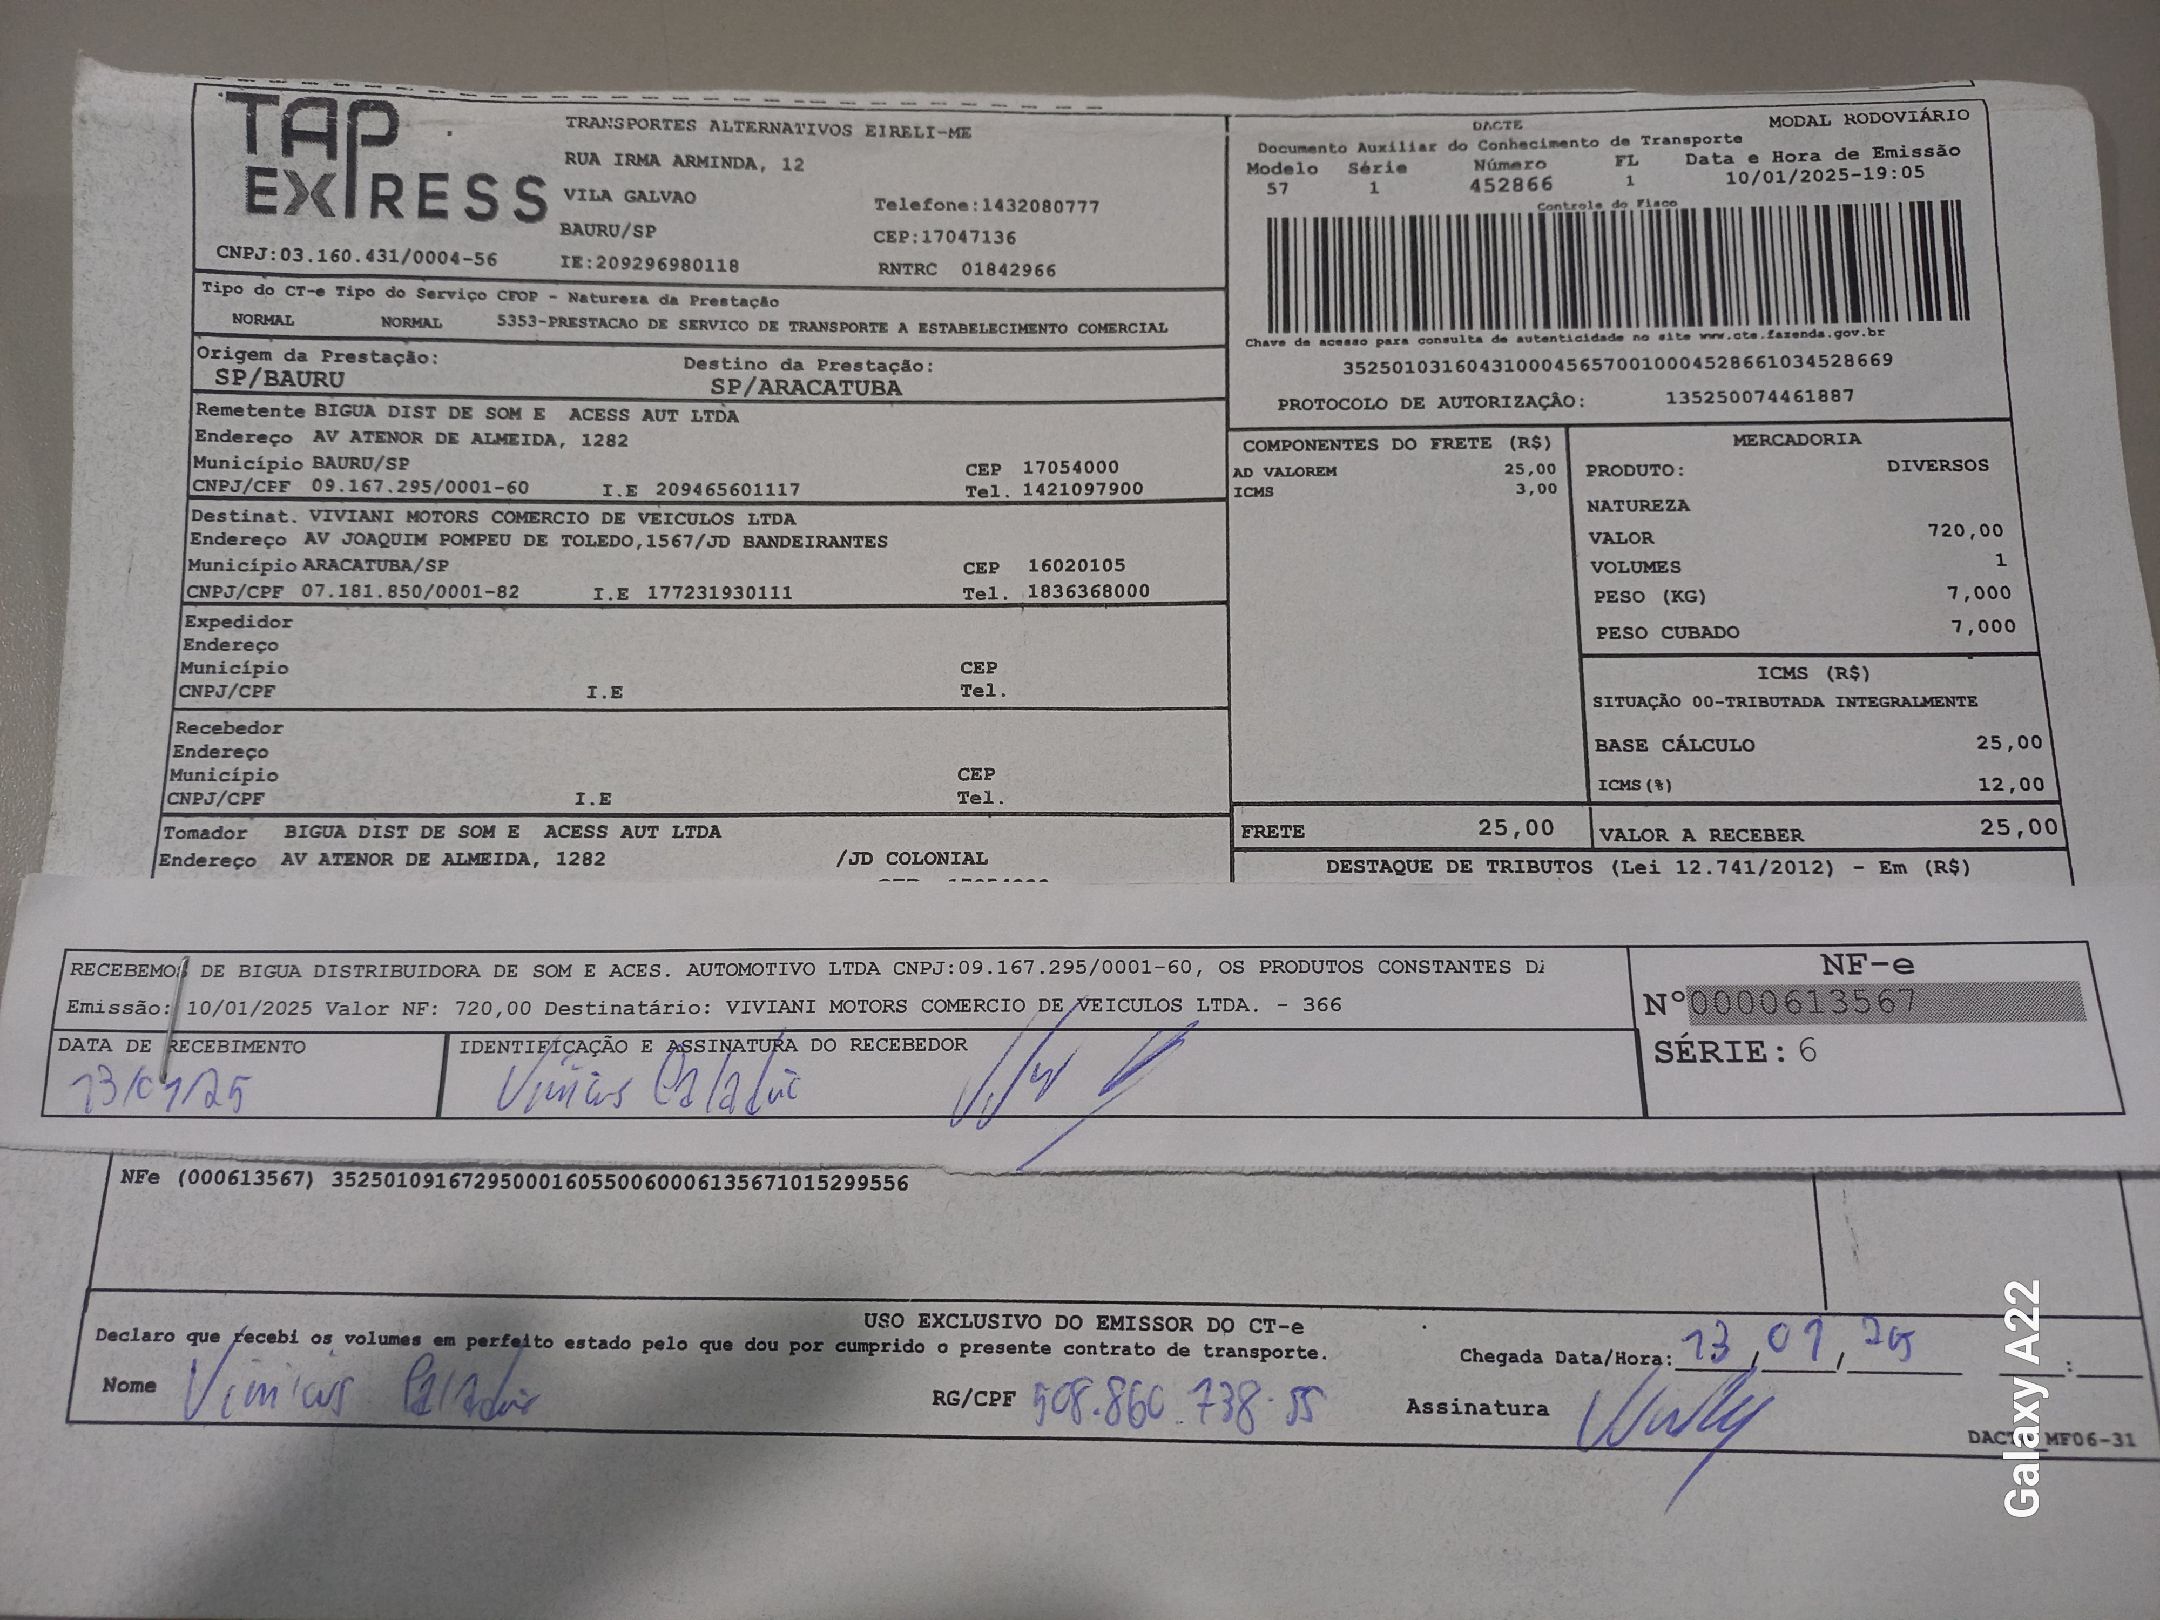 TAP EXPRESS
CNPJ:03.160.431/0004-56
TRANSPORTES ALTERNATIVOS EIRELI-ME
RUA IRMA ARMINDA, 12
VILA GALVAO Telefone:1432080777
BAURU/SP CEP:17047136
IE:209296980118 RNTRC 01842966
DACTE MODAL RODOVIÁRIO
Documento Auxiliar do Conhecimento de Transporte
Modelo Série Número FL Data e Hora de Emissão
57 1 452866 1 10/01/2025-19:05
Controle do Fisco
Chave de acesso para consulta de autenticidade no site www.cte.fazenda.gov.br
35250103160431000456570010004528661034528669
PROTOCOLO DE AUTORIZAÇÃO: 135250074461887
Tipo do CT-e Tipo do Serviço CFOP - Natureza da Prestação
NORMAL NORMAL 5353-PRESTACAO DE SERVICO DE TRANSPORTE A ESTABELECIMENTO COMERCIAL
Origem da Prestação: Destino da Prestação:
SP/BAURU SP/ARACATUBA
Remetente BIGUA DIST DE SOM E ACESS AUT LTDA
Endereço AV ATENOR DE ALMEIDA, 1282
Município BAURU/SP CEP 17054000
CNPJ/CPF 09.167.295/0001-60 I.E 209465601117 Tel. 1421097900
Destinat. VIVIANI MOTORS COMERCIO DE VEICULOS LTDA
Endereço AV JOAQUIM POMPEU DE TOLEDO,1567/JD BANDEIRANTES
Município ARACATUBA/SP CEP 16020105
CNPJ/CPF 07.181.850/0001-82 I.E 177231930111 Tel. 1836368000
Expedidor
Endereço
Município CEP
CNPJ/CPF I.E Tel.
Recebedor
Endereço
Município CEP
CNPJ/CPF I.E Tel.
Tomador BIGUA DIST DE SOM E ACESS AUT LTDA
Endereço AV ATENOR DE ALMEIDA, 1282 /JD COLONIAL
COMPONENTES DO FRETE (R$)
AD VALOREM 25,00
ICMS 3,00
MERCADORIA
PRODUTO: DIVERSOS
NATUREZA
VALOR 720,00
VOLUMES 1
PESO (KG) 7,000
PESO CUBADO 7,000
ICMS (R$)
SITUAÇÃO 00-TRIBUTADA INTEGRALMENTE
BASE CÁLCULO 25,00
ICMS(%) 12,00
FRETE 25,00 VALOR A RECEBER 25,00
DESTAQUE DE TRIBUTOS (Lei 12.741/2012) - Em (R$)
RECEBEMOS DE BIGUA DISTRIBUIDORA DE SOM E ACES. AUTOMOTIVO LTDA CNPJ:09.167.295/0001-60, OS PRODUTOS CONSTANTES
Emissão: 10/01/2025 Valor NF: 720,00 Destinatário: VIVIANI MOTORS COMERCIO DE VEICULOS LTDA. - 366
DATA DE RECEBIMENTO IDENTIFICAÇÃO E ASSINATURA DO RECEBEDOR
13/01/25 Vinicius
NF-e
Nº0000613567
SÉRIE: 6
NFe (000613567) 35250109167295000160550060006135671015299556
USO EXCLUSIVO DO EMISSOR DO CT-e
Declaro que recebi os volumes em perfeito estado pelo que dou por cumprido o presente contrato de transporte.
Chegada Data/Hora: 13, 01, 25 :
Nome Vinicius RG/CPF 508.860.738-55 Assinatura
DACTE MF06-31
Galaxy A22